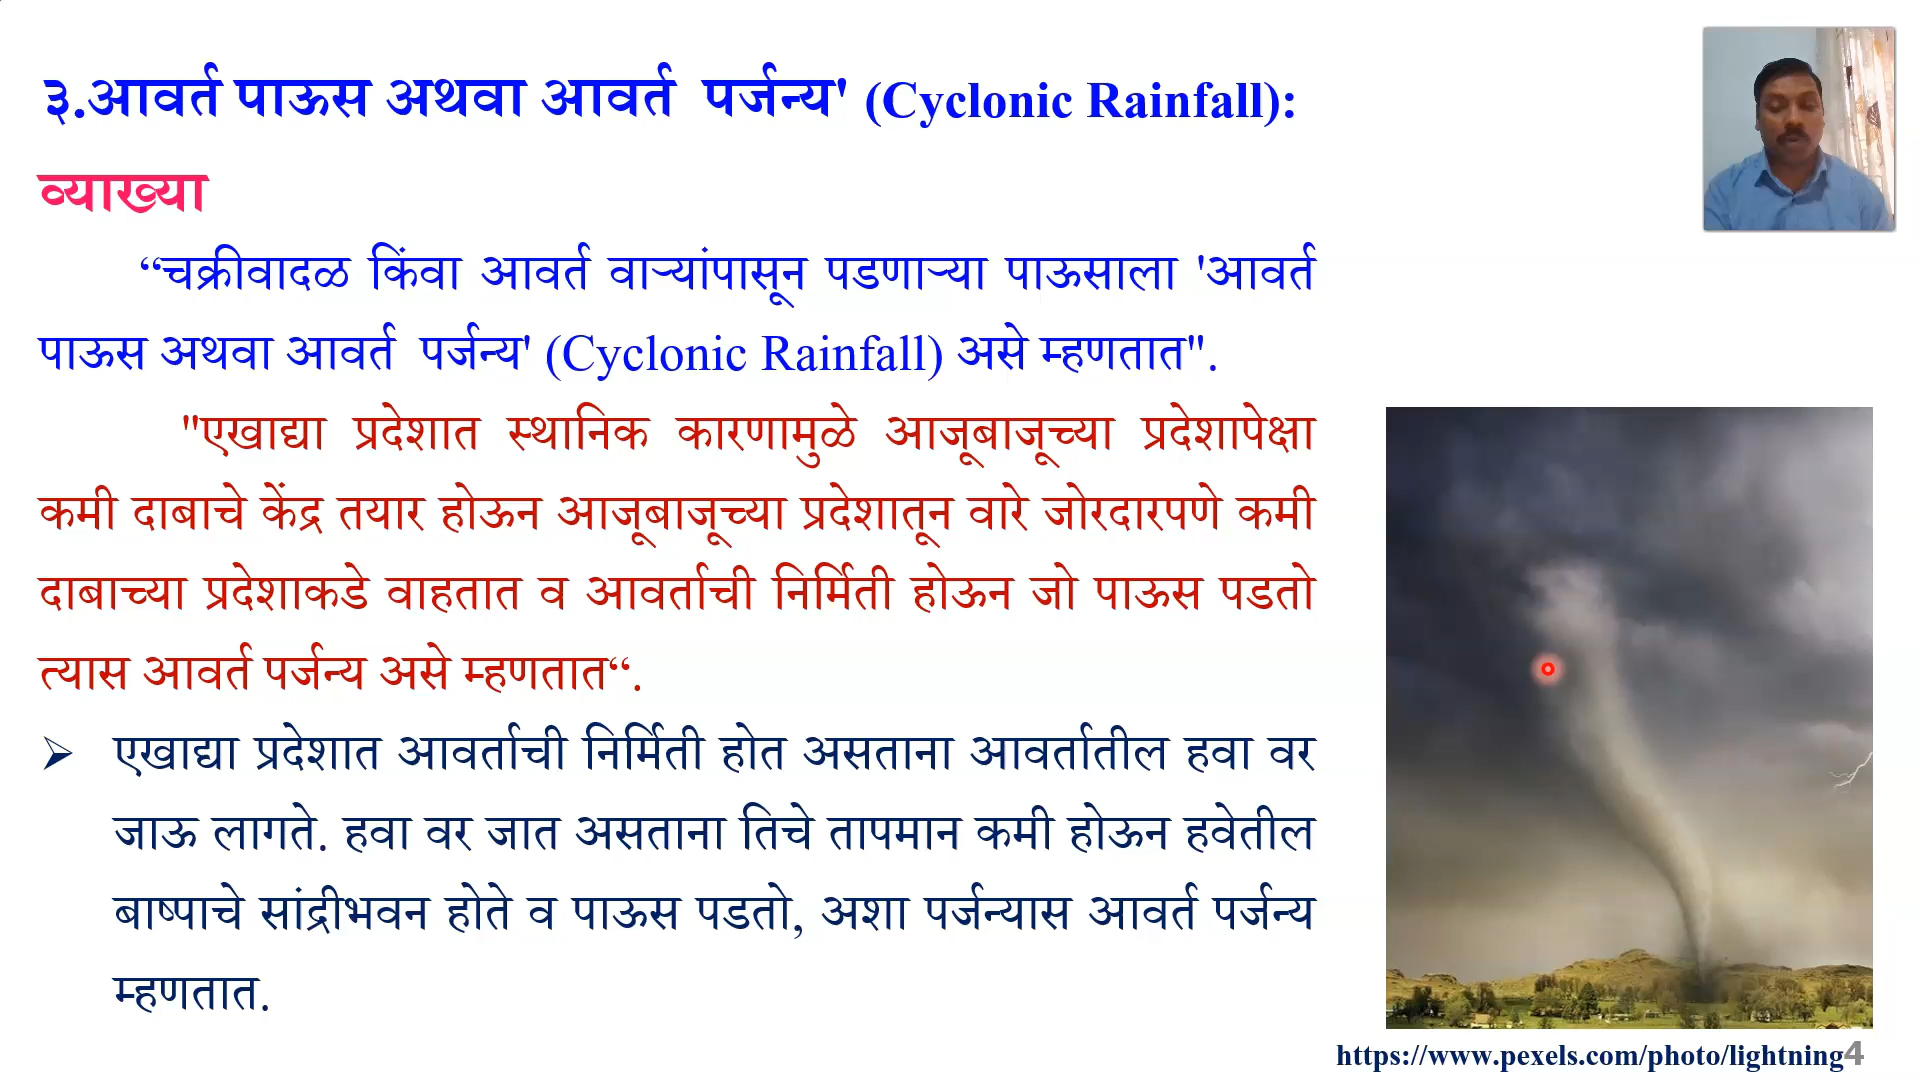 ३.आवर्त पाऊस अथवा आवर्त पर्जन्य' (Cyclonic Rainfall):
व्याख्या
“चक्रीवादळ किंवा आवर्त वाऱ्यांपासून पडणाऱ्या पाऊसाला 'आवर्त
पाऊस अथवा आवर्त पर्जन्य' (Cyclonic Rainfall) असे म्हणतात".
"एखाद्या प्रदेशात स्थानिक कारणामुळे आजूबाजूच्या प्रदेशापेक्षा
कमी दाबाचे केंद्र तयार होऊन आजूबाजूच्या प्रदेशातून वारे जोरदारपणे कमी
दाबाच्या प्रदेशाकडे वाहतात व आवर्ताची निर्मिती होऊन जो पाऊस पडतो
त्यास आवर्त पर्जन्य असे म्हणतात“.
➢ एखाद्या प्रदेशात आवर्ताची निर्मिती होत असताना आवर्तातील हवा वर
जाऊ लागते. हवा वर जात असताना तिचे तापमान कमी होऊन हवेतील
बाष्पाचे सांद्रीभवन होते व पाऊस पडतो, अशा पर्जन्यास आवर्त पर्जन्य
म्हणतात.
https://www.pexels.com/photo/lightning4